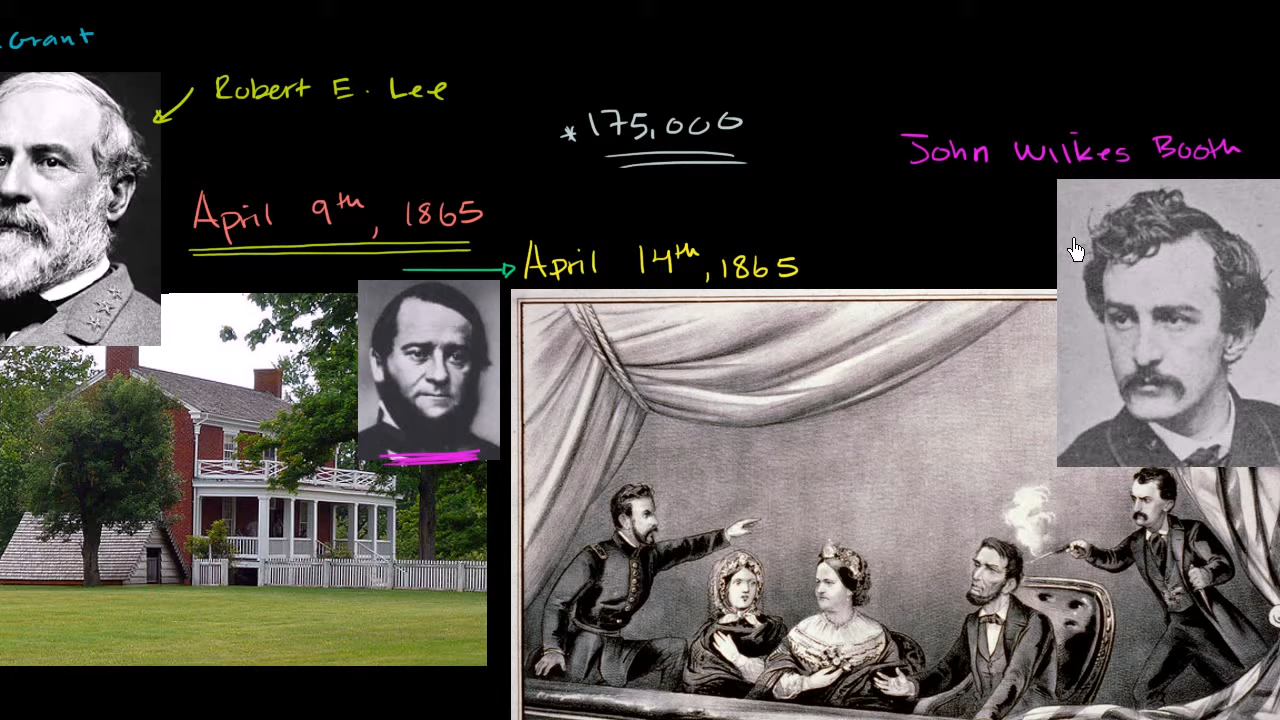 . Grant
Robert E. Lee
*175,000
John Wilkes Booth
April 9th, 1865
April 14th, 1865